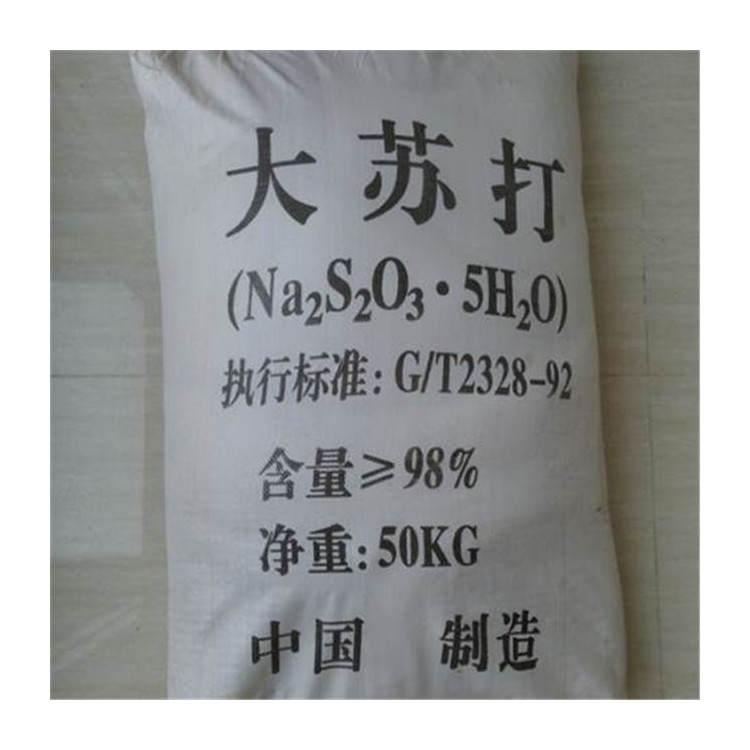 大苏打
(Na₂S₂O₃·5H₂O)
执行标准:G/T2328-92
含量≥98%
净重:50KG
中国 制造